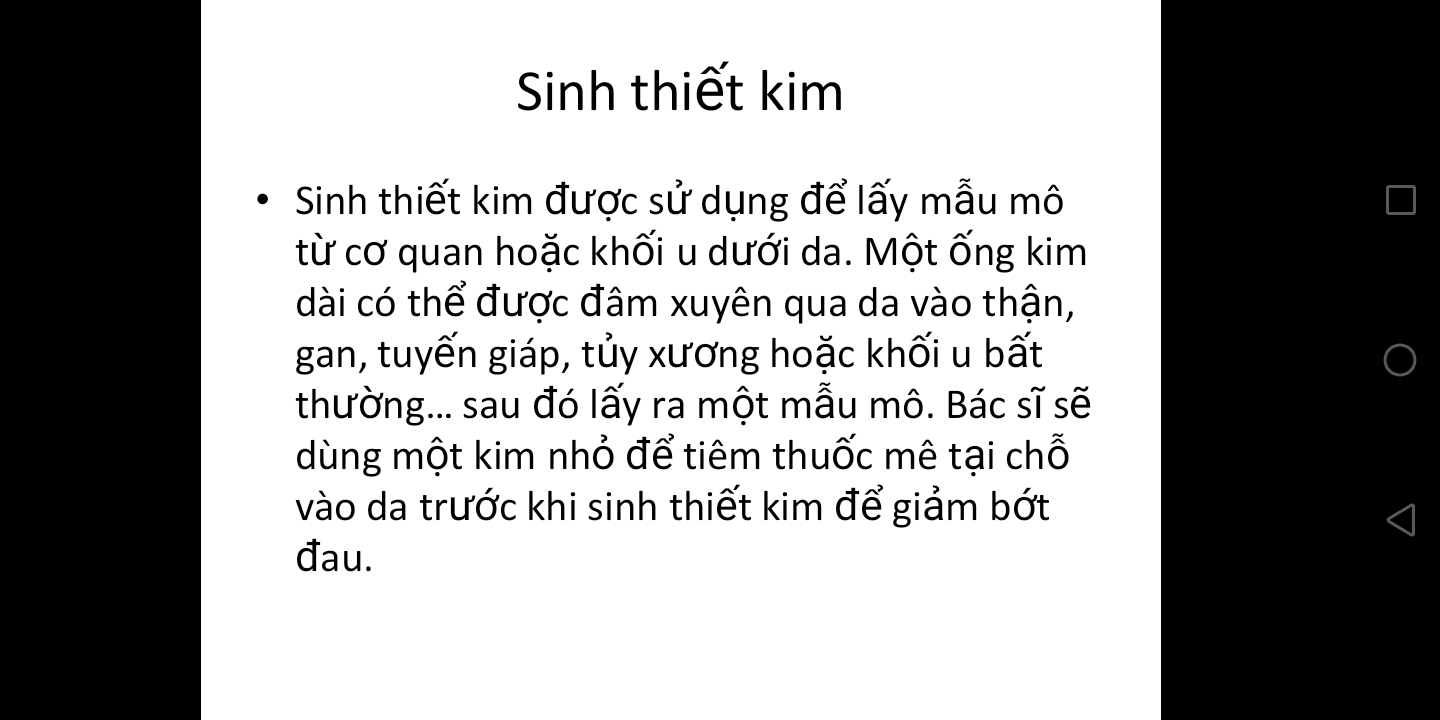 Sinh thiết kim
• Sinh thiết kim được sử dụng để lấy mẫu mô
từ cơ quan hoặc khối u dưới da. Một ống kim
dài có thể được đâm xuyên qua da vào thận,
gan, tuyến giáp, tủy xương hoặc khối u bất
thường... sau đó lấy ra một mẫu mô. Bác sĩ sẽ
dùng một kim nhỏ để tiêm thuốc mê tại chỗ
vào da trước khi sinh thiết kim để giảm bớt
đau.